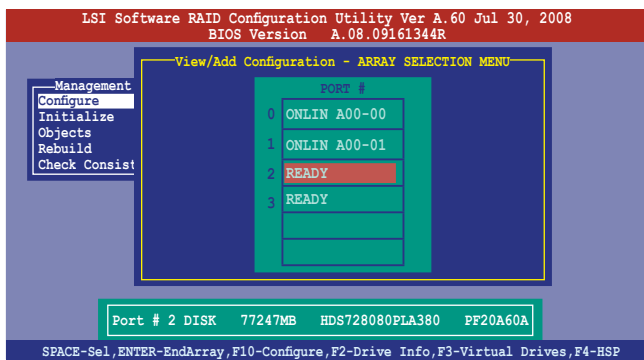 LSI Software RAID Configuration Utility Ver A.60 Jul 30, 2008
BIOS Version A.08.09161344R
View/Add Configuration - ARRAY SELECTION MENU
Management
Configure
Initialize
Objects
Rebuild
Check Consist
PORT #
0 ONLIN A00-00
1 ONLIN A00-01
2 READY
3 READY
Port # 2 DISK 77247MB HDS728080PLA380 PF20A60A
SPACE-Sel,ENTER-EndArray,F10-Configure,F2-Drive Info,F3-Virtual Drives,F4-HSP